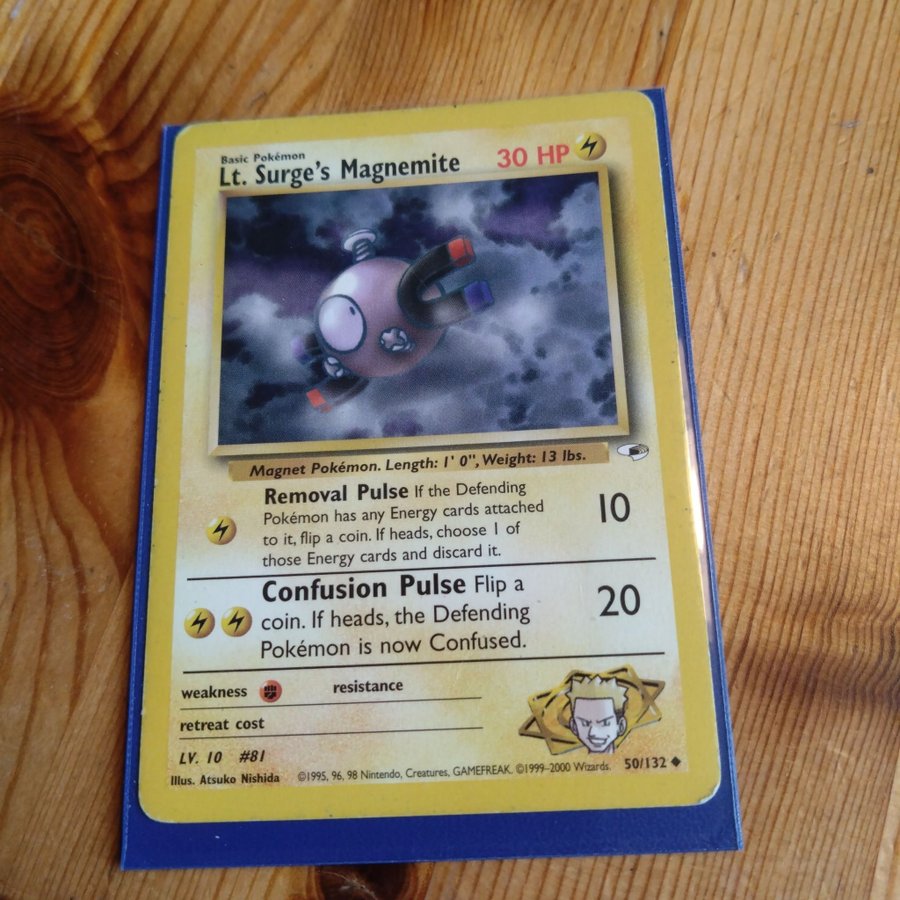 Basic Pokémon
Lt. Surge's Magnemite 30 HP
Magnet Pokémon. Length: 1' 0", Weight: 13 lbs.
Removal Pulse If the Defending
Pokémon has any Energy cards attached
to it, flip a coin. If heads, choose 1 of
those Energy cards and discard it.
10
Confusion Pulse Flip a
coin. If heads, the Defending
Pokémon is now Confused.
20
weakness resistance
retreat cost
LV. 10 #81
Illus. Atsuko Nishida ©1995, 96, 98 Nintendo, Creatures, GAMEFREAK. ©1999–2000 Wizards. 50/132